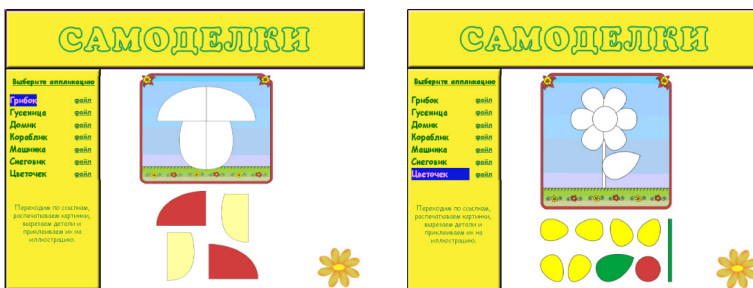 САМОДЕЛКИ
Выберите аппликацию
Грибок файл
Гусеница файл
Домик файл
Кораблик файл
Машинка файл
Снеговик файл
Цветочек файл
Переходим по ссылкам,
распечатываем картинки,
вырезаем детали и
приклеиваем их на
иллюстрацию.
САМОДЕЛКИ
Выберите аппликацию
Грибок файл
Гусеница файл
Домик файл
Кораблик файл
Машинка файл
Снеговик файл
Цветочек файл
Переходим по ссылкам,
распечатываем картинки,
вырезаем детали и
приклеиваем их на
иллюстрацию.